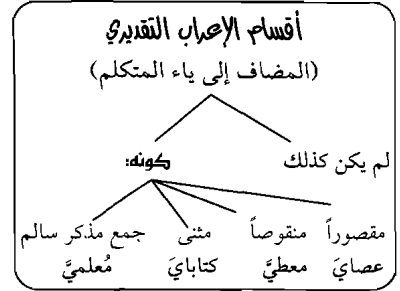 أقسام الإعراب التقديري
(المضاف إلى ياء المتكلم)
لم يكن كذلك كونه:
مقصوراً منقوصاً مثنى جمع مذكر سالم
عصايَ معطيَّ كتابايَ مُعلميَّ